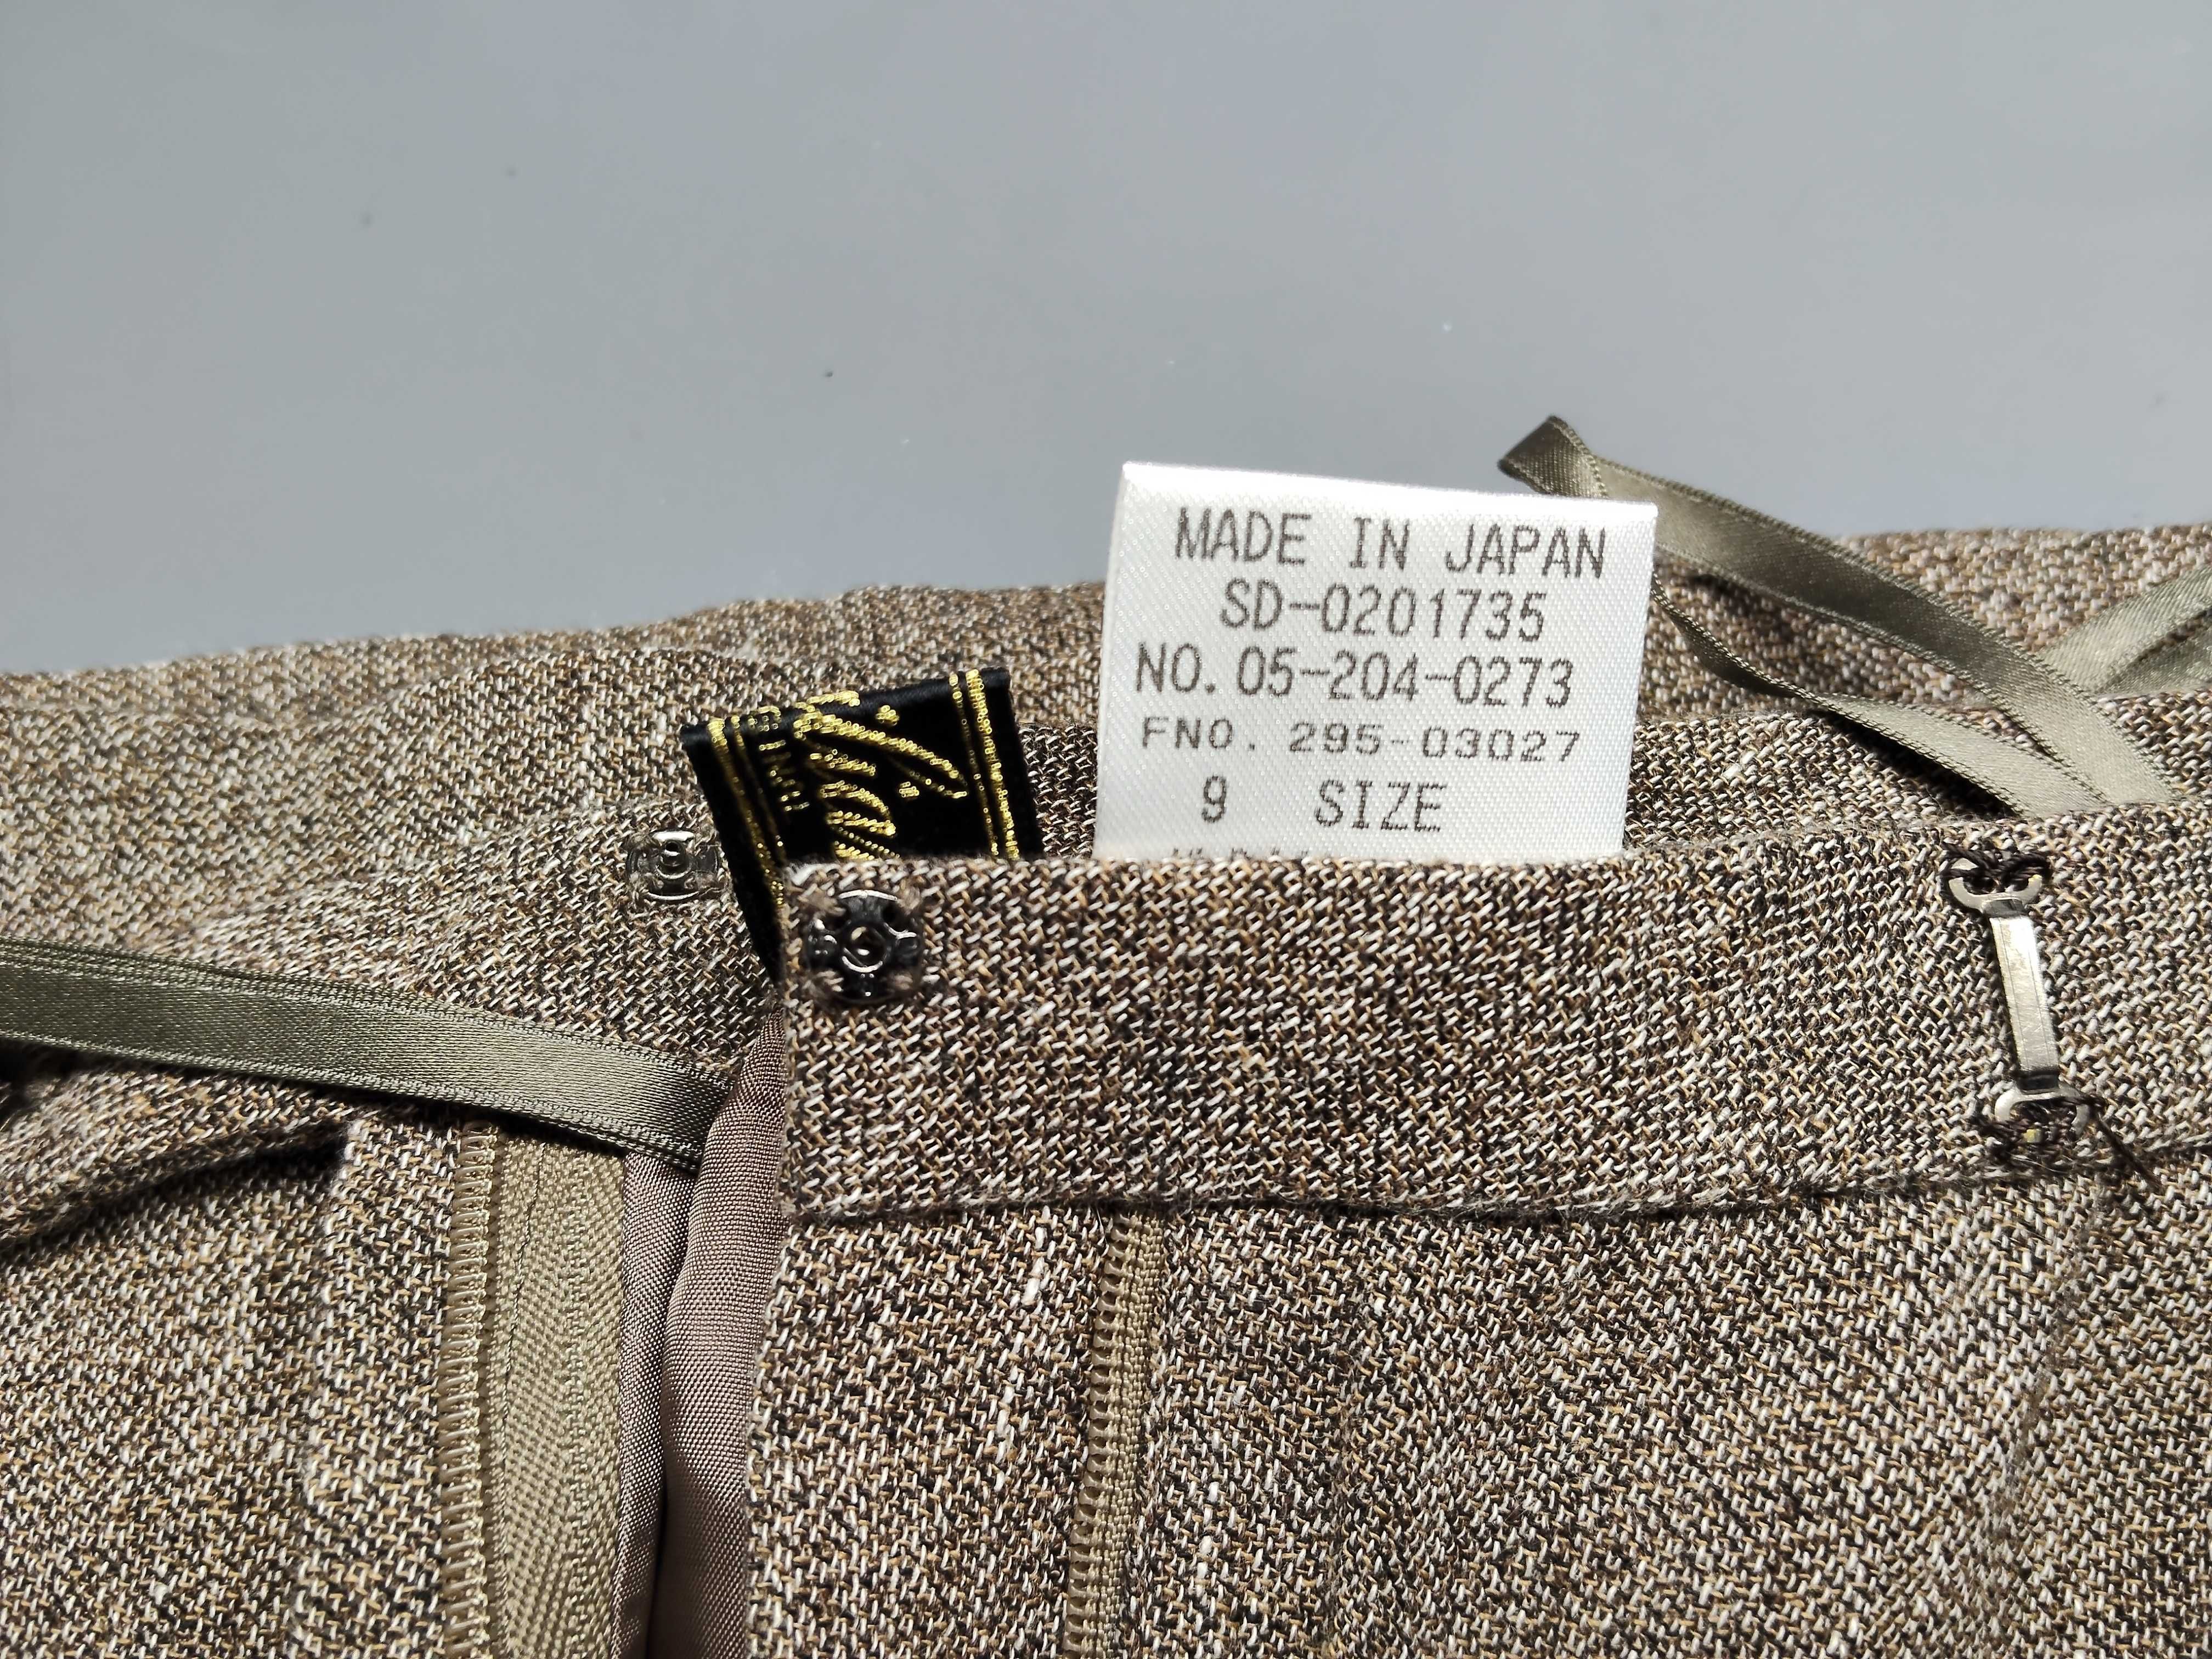 MADE IN JAPAN
SD-0201735
NO. 05-204-0273
FNO. 295-03027
9 SIZE